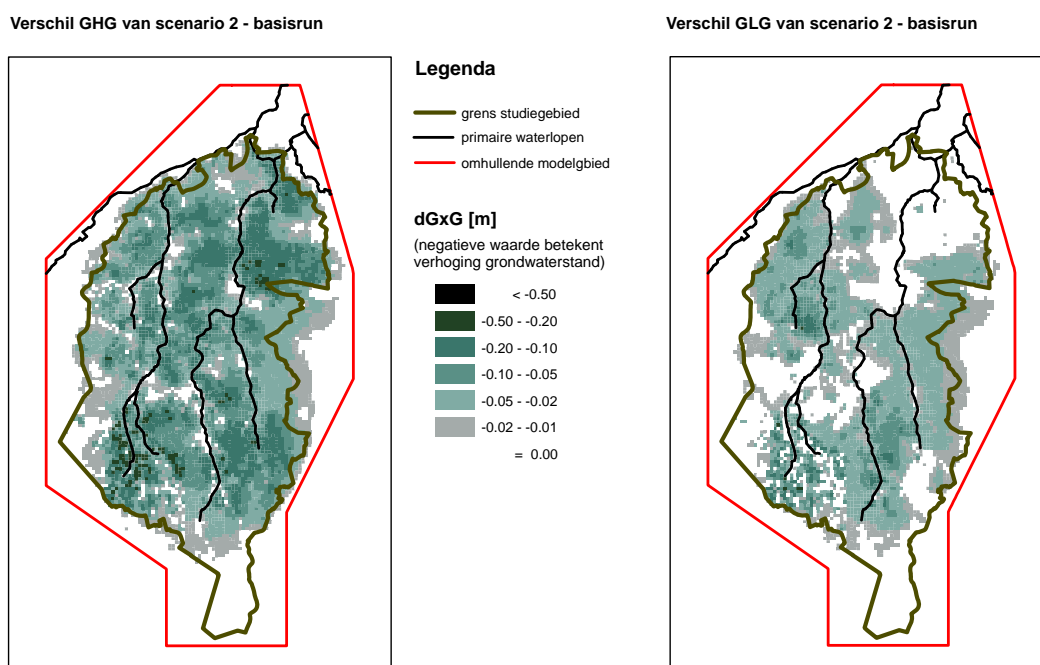 Verschil GHG van scenario 2 - basisrun
Verschil GLG van scenario 2 - basisrun
Legenda
grens studiegebied
primaire waterlopen
omhullende modelgbied
dGxG [m]
(negatieve waarde betekent
verhoging grondwaterstand)
< -0.50
-0.50 - -0.20
-0.20 - -0.10
-0.10 - -0.05
-0.05 - -0.02
-0.02 - -0.01
= 0.00